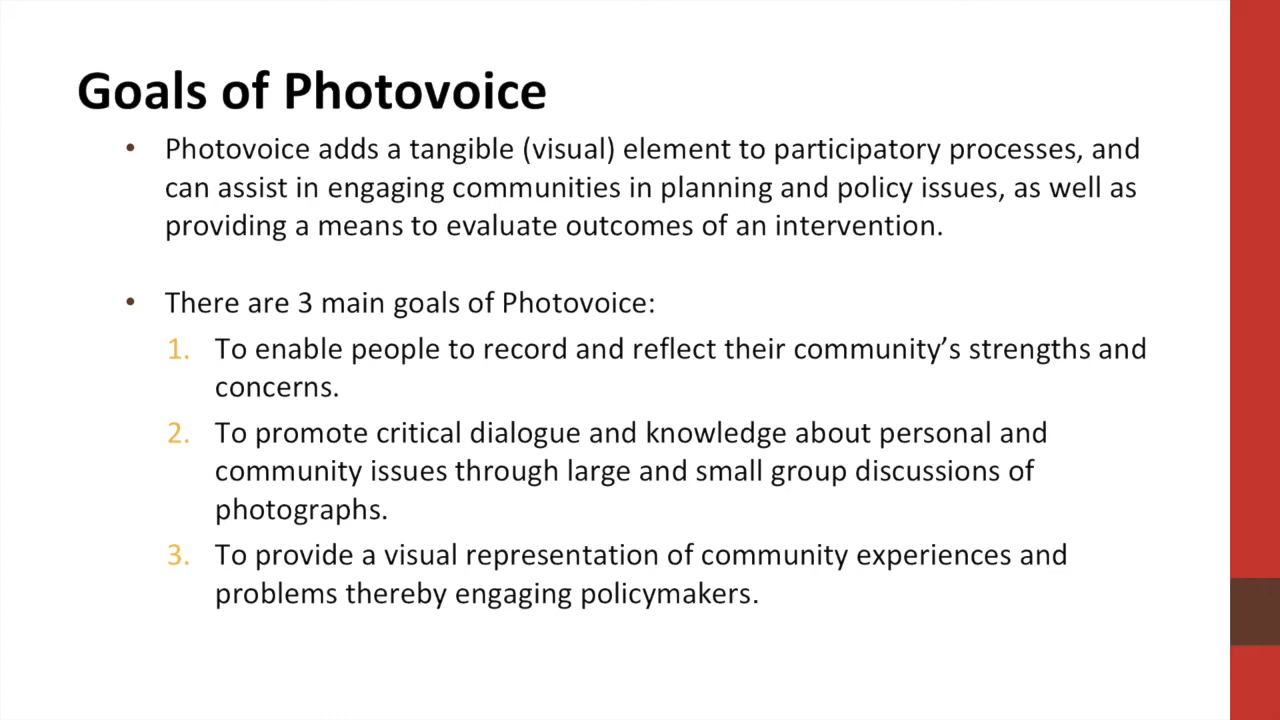 Goals of Photovoice
• Photovoice adds a tangible (visual) element to participatory processes, and
can assist in engaging communities in planning and policy issues, as well as
providing a means to evaluate outcomes of an intervention.
• There are 3 main goals of Photovoice:
1. To enable people to record and reflect their community’s strengths and
concerns.
2. To promote critical dialogue and knowledge about personal and
community issues through large and small group discussions of
photographs.
3. To provide a visual representation of community experiences and
problems thereby engaging policymakers.